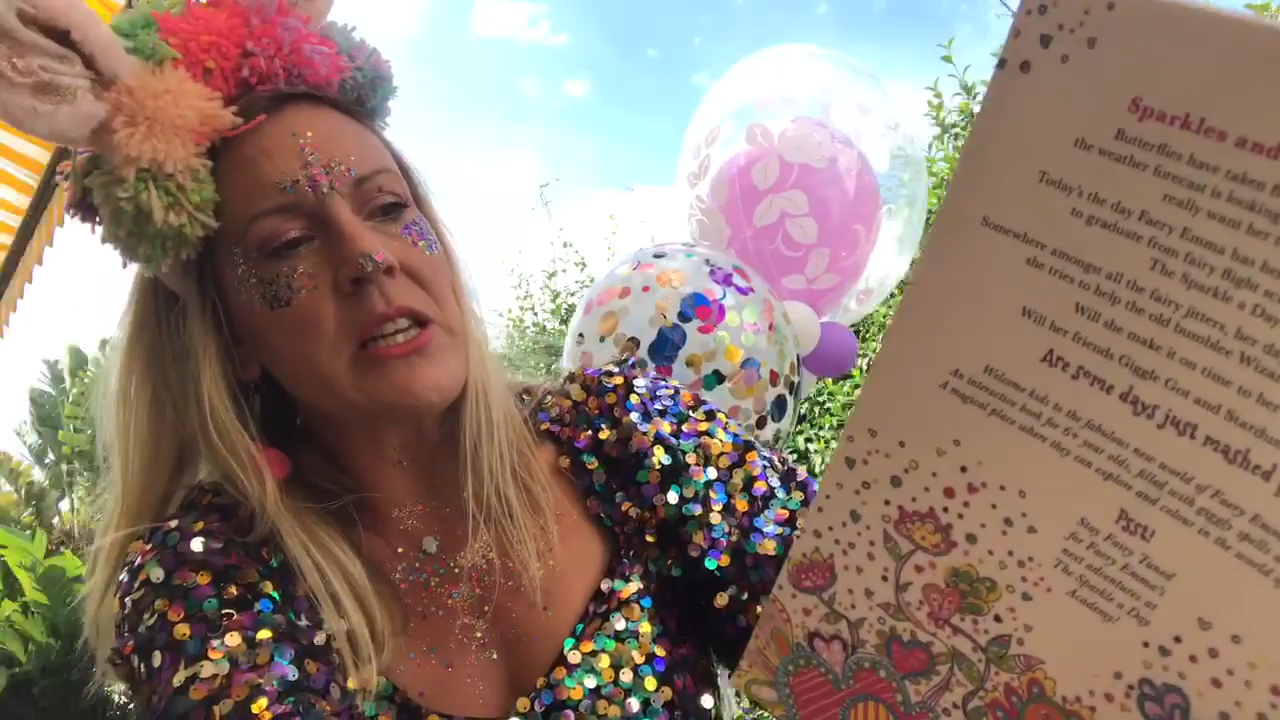 Sparkles and
Butterflies have taken
the weather forecast is looking
really want her
Today's the day Faery Emma has
to graduate from fairy flight
The Sparkle a Day
Somewhere amongst all the fairy jitters, her
she tries to help the old bumblee
Will she make it on time to her
Will her friends Giggle Got and Stardust
Are some days just mashed
Welcome kids to the fabulous new world of Faery
An interactive book for 6+ year olds, filled with giggly spells
A magical place where they can explore and colour in the world
Psst!
Stay Fairy Tuned
for Faery Emma's
next adventures at
The Sparkle a Day
Academy!